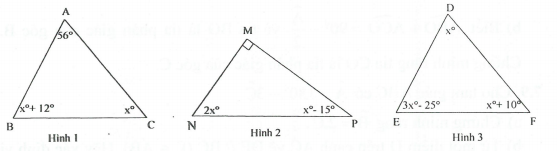 A
56°
x°+ 12°
x°
B
C
Hình 1
M
2x°
x°- 15°
N
P
Hình 2
D
x°
3x°- 25°
x°+ 10°
E
F
Hình 3